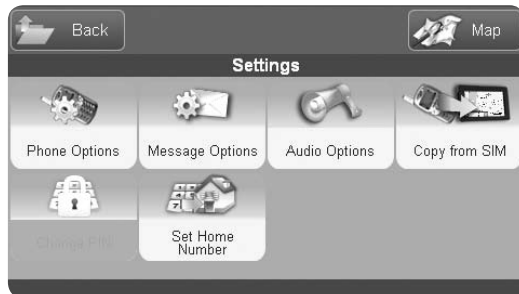 Back
Map
Settings
Phone Options
Message Options
Audio Options
Copy from SIM
Change PIN
Set Home
Number